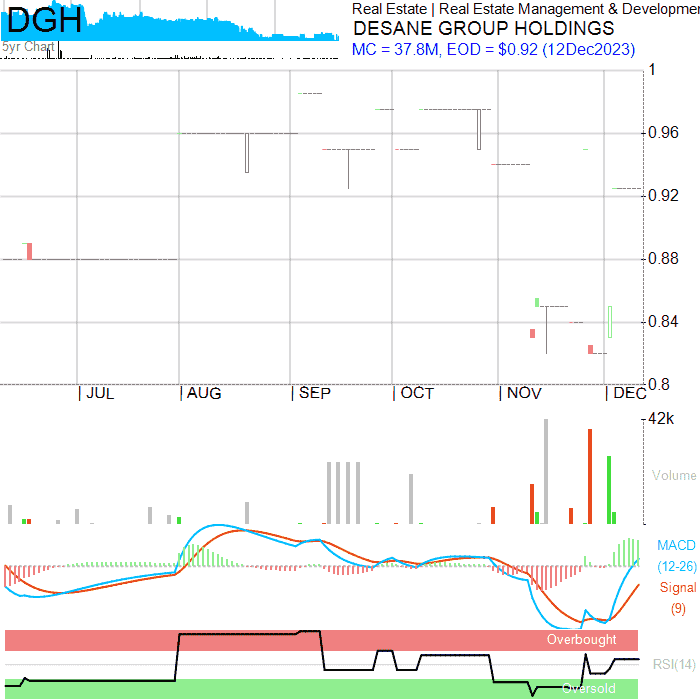 DGH
5yr Chart
Real Estate | Real Estate Management & Developmen
DESANE GROUP HOLDINGS
MC = 37.8M, EOD = $0.92 (12Dec2023)
1
0.96
0.92
0.88
0.84
0.8
JUL AUG SEP OCT NOV DEC
42k
Volume
MACD
(12-26)
Signal
(9)
Overbought
RSI(14)
Oversold